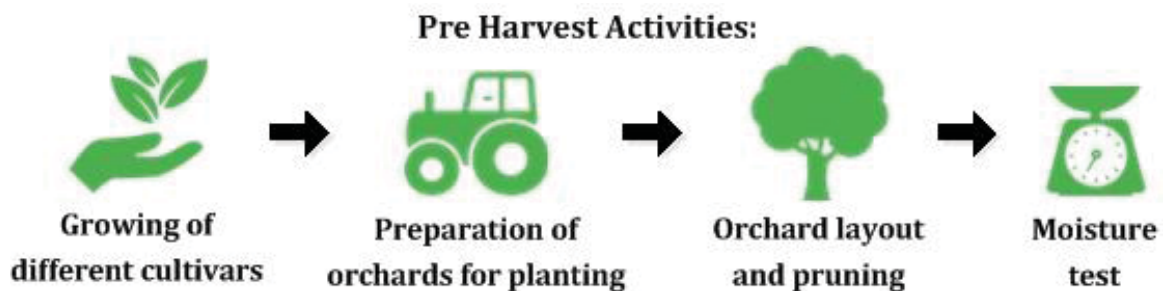 Pre Harvest Activities:
Growing of
different cultivars
Preparation of
orchards for planting
Orchard layout
and pruning
Moisture
test